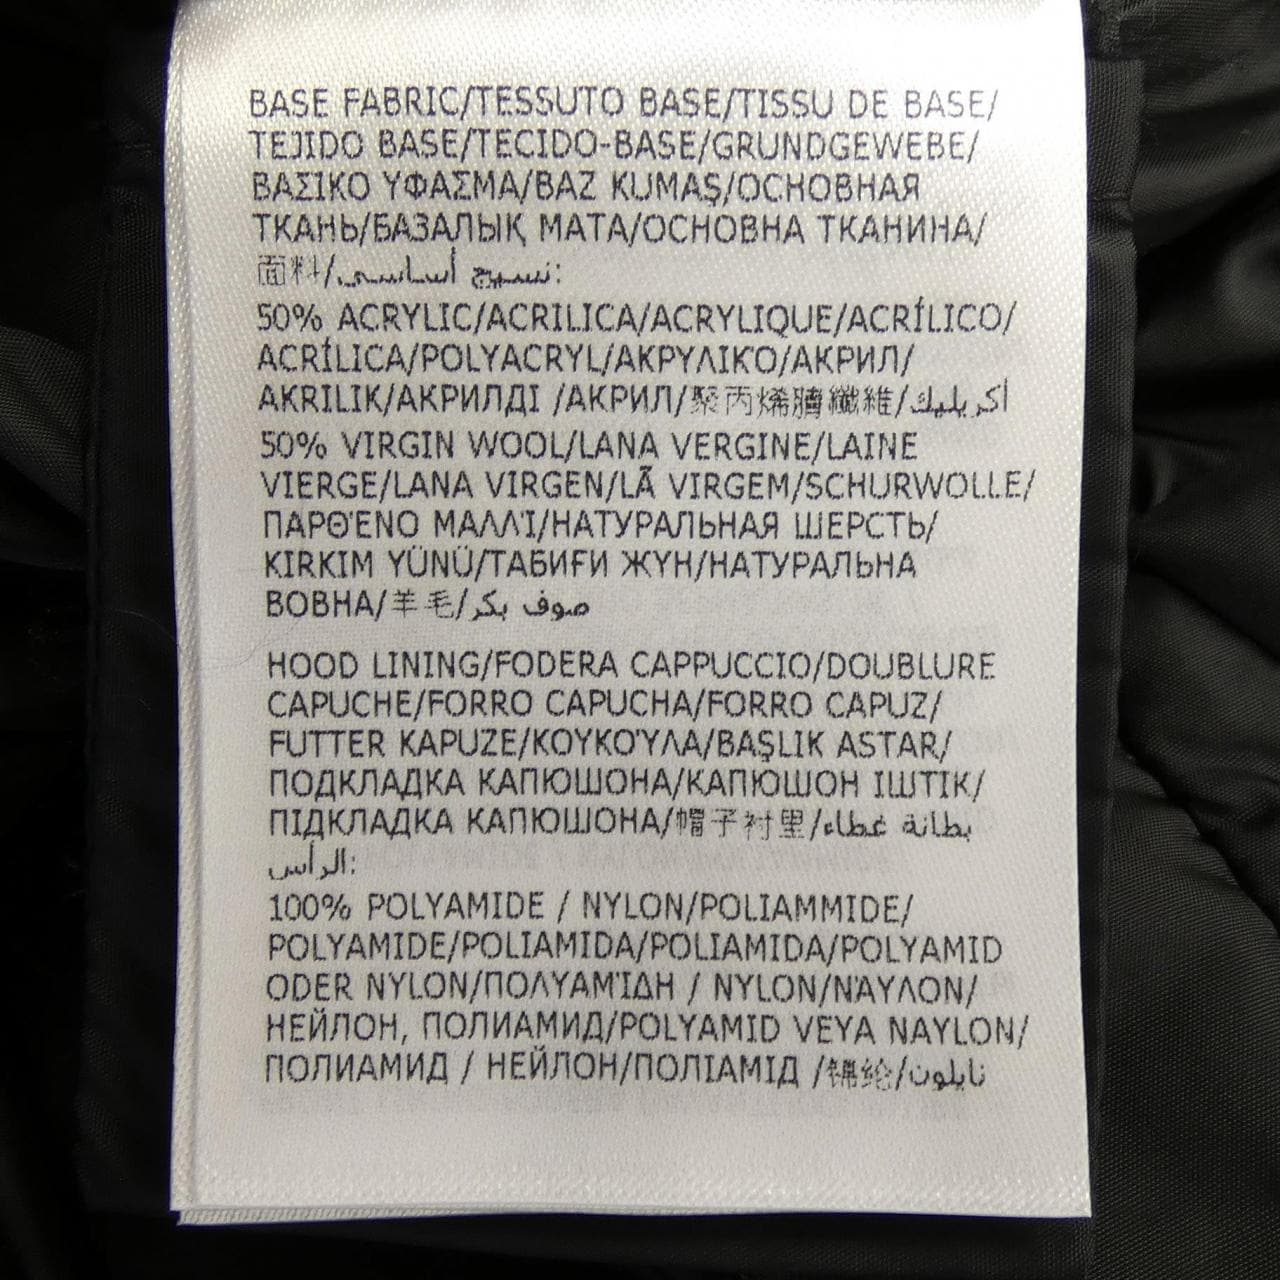 BASE FABRIC/TESSUTO BASE/TISSU DE BASE/
TEJIDO BASE/TECIDO-BASE/GRUNDGEWEBE/
ΒΑΣΙΚΟ ΥΦΑΣΜΑ/BAZ KUMAŞ/ОСНОВНАЯ
ТКАНЬ/БАЗАЛЫҚ МАТА/ОСНОВНА ТКАНИНА/
面料/نسيج أساسي:
50% ACRYLIC/ACRILICA/ACRYLIQUE/ACRÍLICO/
ACRÍLICA/POLYACRYL/ΑΚΡΥΛΙΚΌ/АКРИЛ/
AKRILIK/АКРИЛДІ /АКРИЛ/聚丙烯腈纖維/أكريليك
50% VIRGIN WOOL/LANA VERGINE/LAINE
VIERGE/LANA VIRGEN/LÃ VIRGEM/SCHURWOLLE/
ΠΑΡΘΈΝΟ ΜΑΛΛΊ/НАТУРАЛЬНАЯ ШЕРСТЬ/
KIRKIM YÜNÜ/ТАБИҒИ ЖҮН/НАТУРАЛЬНА
ВОВНА/羊毛/صوف بكر
HOOD LINING/FODERA CAPPUCCIO/DOUBLURE
CAPUCHE/FORRO CAPUCHA/FORRO CAPUZ/
FUTTER KAPUZE/ΚΟΥΚΟΎΛΑ/BAŞLIK ASTAR/
ПОДКЛАДКА КАПЮШОНА/КАПЮШОН ІШТІК/
ПІДКЛАДКА КАПЮШОНА/帽子衬里/بطانة غطاء
الرأس:
100% POLYAMIDE / NYLON/POLIAMMIDE/
POLYAMIDE/POLIAMIDA/POLIAMIDA/POLYAMID
ODER NYLON/ΠΟΛΥΑΜΊΔΗ / NYLON/ΝΆΥΛΟΝ/
НЕЙЛОН, ПОЛИАМИД/POLYAMID VEYA NAYLON/
ПОЛИАМИД / НЕЙЛОН/ПОЛІАМІД /锦纶/نايلون